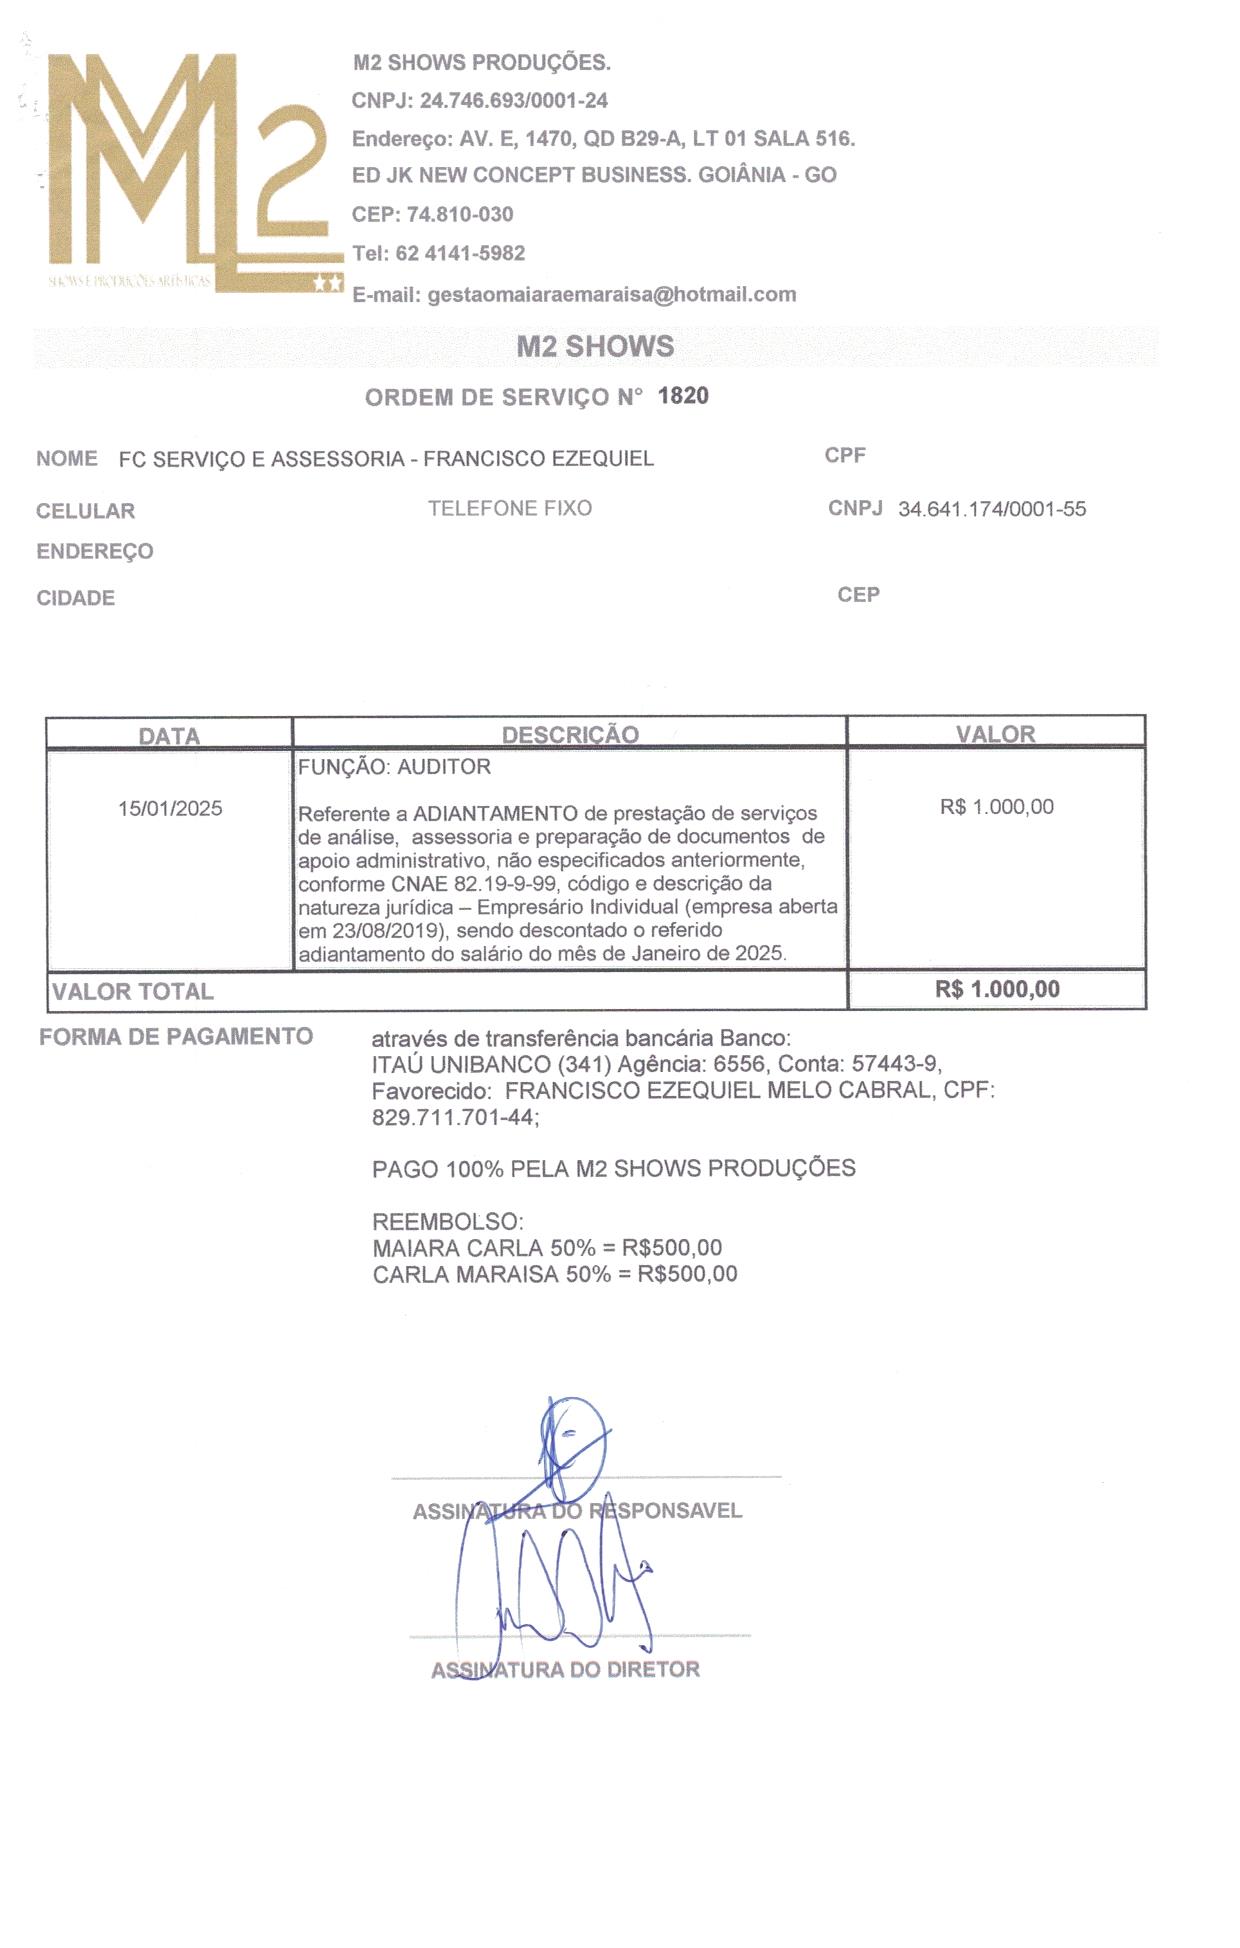 M2
SHOWS E PRODUÇÕES ARTÍSTICAS
M2 SHOWS PRODUÇÕES.
CNPJ: 24.746.693/0001-24
Endereço: AV. E, 1470, QD B29-A, LT 01 SALA 516.
ED JK NEW CONCEPT BUSINESS. GOIÂNIA - GO
CEP: 74.810-030
Tel: 62 4141-5982
E-mail: gestaomaiaraemaraisa@hotmail.com
M2 SHOWS
ORDEM DE SERVIÇO N° 1820
NOME FC SERVIÇO E ASSESSORIA - FRANCISCO EZEQUIEL CPF
CELULAR TELEFONE FIXO CNPJ 34.641.174/0001-55
ENDEREÇO
CIDADE CEP
DATA DESCRIÇÃO VALOR
FUNÇÃO: AUDITOR
15/01/2025 R$ 1.000,00
Referente a ADIANTAMENTO de prestação de serviços
de análise, assessoria e preparação de documentos de
apoio administrativo, não especificados anteriormente,
conforme CNAE 82.19-9-99, código e descrição da
natureza jurídica – Empresário Individual (empresa aberta
em 23/08/2019), sendo descontado o referido
adiantamento do salário do mês de Janeiro de 2025.
VALOR TOTAL R$ 1.000,00
FORMA DE PAGAMENTO através de transferência bancária Banco:
ITAÚ UNIBANCO (341) Agência: 6556, Conta: 57443-9,
Favorecido: FRANCISCO EZEQUIEL MELO CABRAL, CPF:
829.711.701-44;
PAGO 100% PELA M2 SHOWS PRODUÇÕES
REEMBOLSO:
MAIARA CARLA 50% = R$500,00
CARLA MARAISA 50% = R$500,00
ASSINATURA DO RESPONSAVEL
ASSINATURA DO DIRETOR